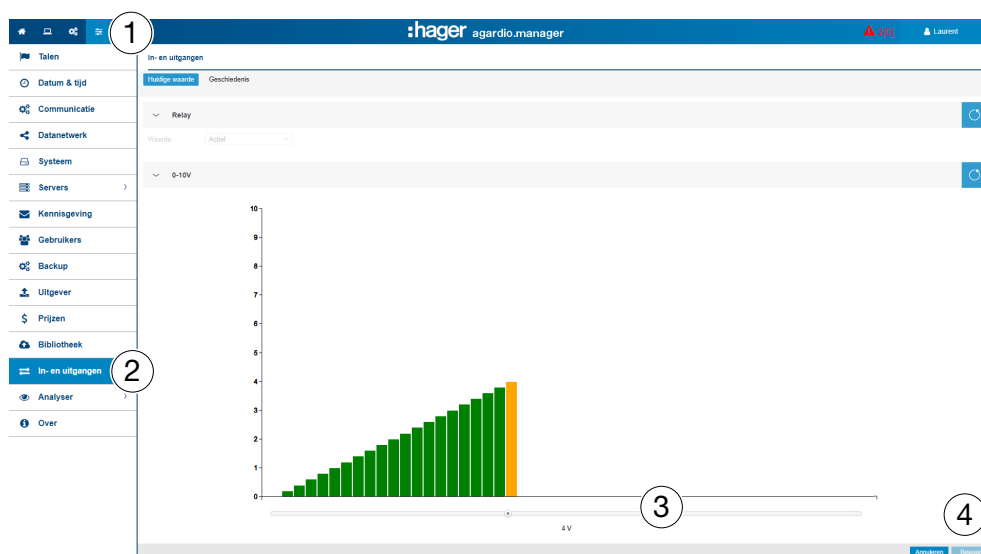 1
:hager agardio.manager
2(0)
Laurent
Talen
Datum & tijd
Communicatie
Datanetwerk
Systeem
Servers
Kennisgeving
Gebruikers
Backup
Uitgever
Prijzen
Bibliotheek
In- en uitgangen
2
Analyser
Over
In- en uitgangen
Huidige waarde Geschiedenis
Relay
Waarde Actief
0-10V
10
9
8
7
6
5
4
3
2
1
0
3
4 V
4
Annuleren